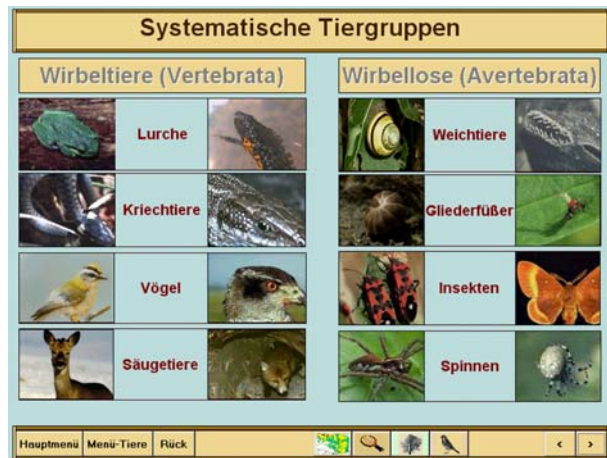 Systematische Tiergruppen
Wirbeltiere (Vertebrata)
Wirbellose (Avertebrata)
Lurche
Weichtiere
Kriechtiere
Gliederfüßer
Vögel
Insekten
Säugetiere
Spinnen
Hauptmenü Menü-Tiere Rück < >